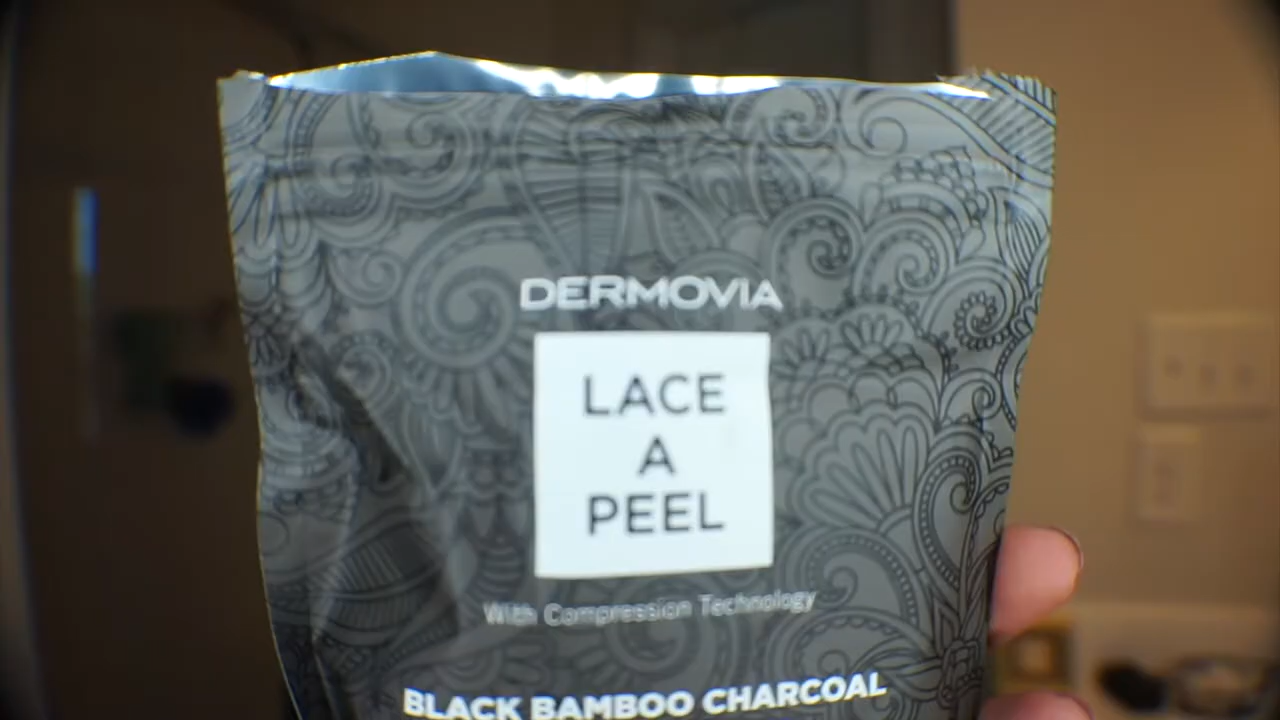 DERMOVIA
LACE
A
PEEL
With Compression Technology
BLACK BAMBOO CHARCOAL